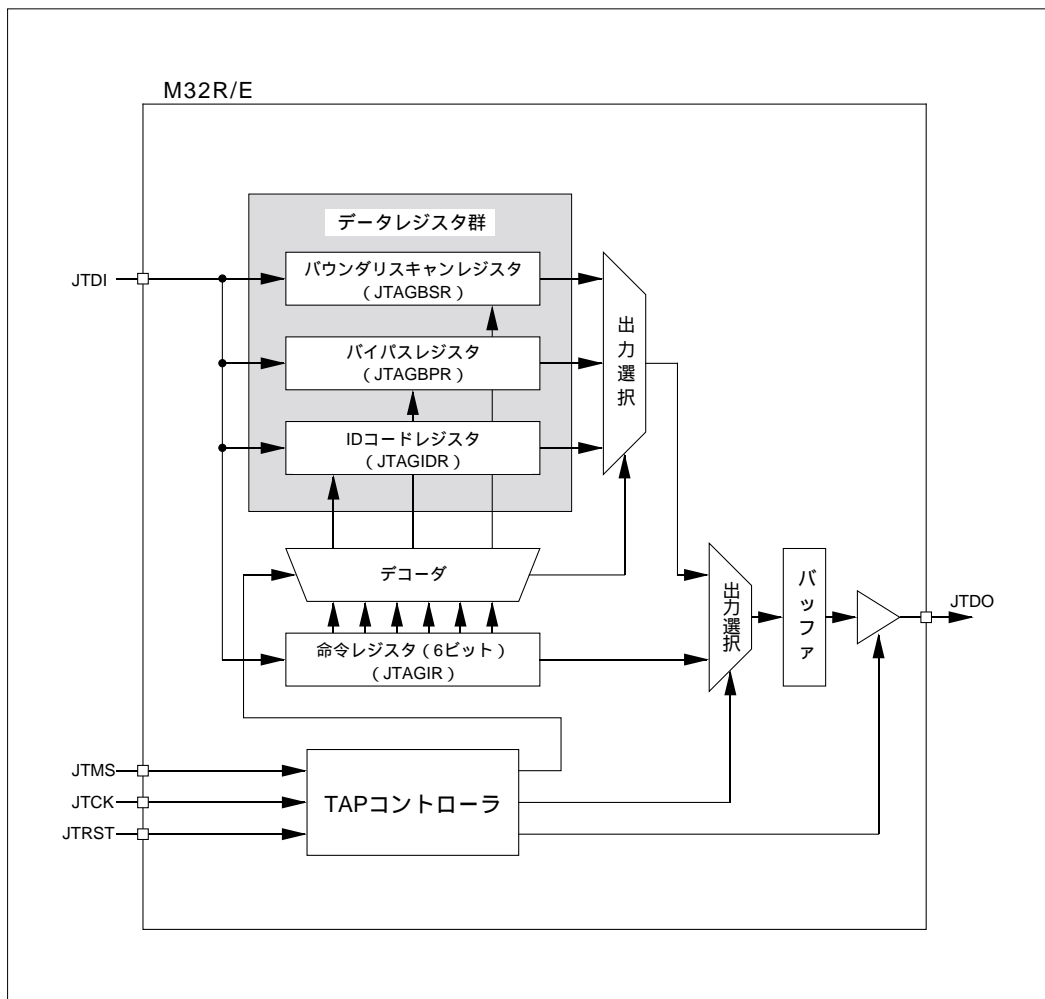 M32R/E
データレジスタ群
JTDI
バウンダリスキャンレジスタ
(JTAGBSR)
バイパスレジスタ
(JTAGBPR)
IDコードレジスタ
(JTAGIDR)
出力選択
デコーダ
命令レジスタ(6ビット)
(JTAGIR)
出力選択
バッファ
JTDO
JTMS
JTCK
JTRST
TAPコントローラ